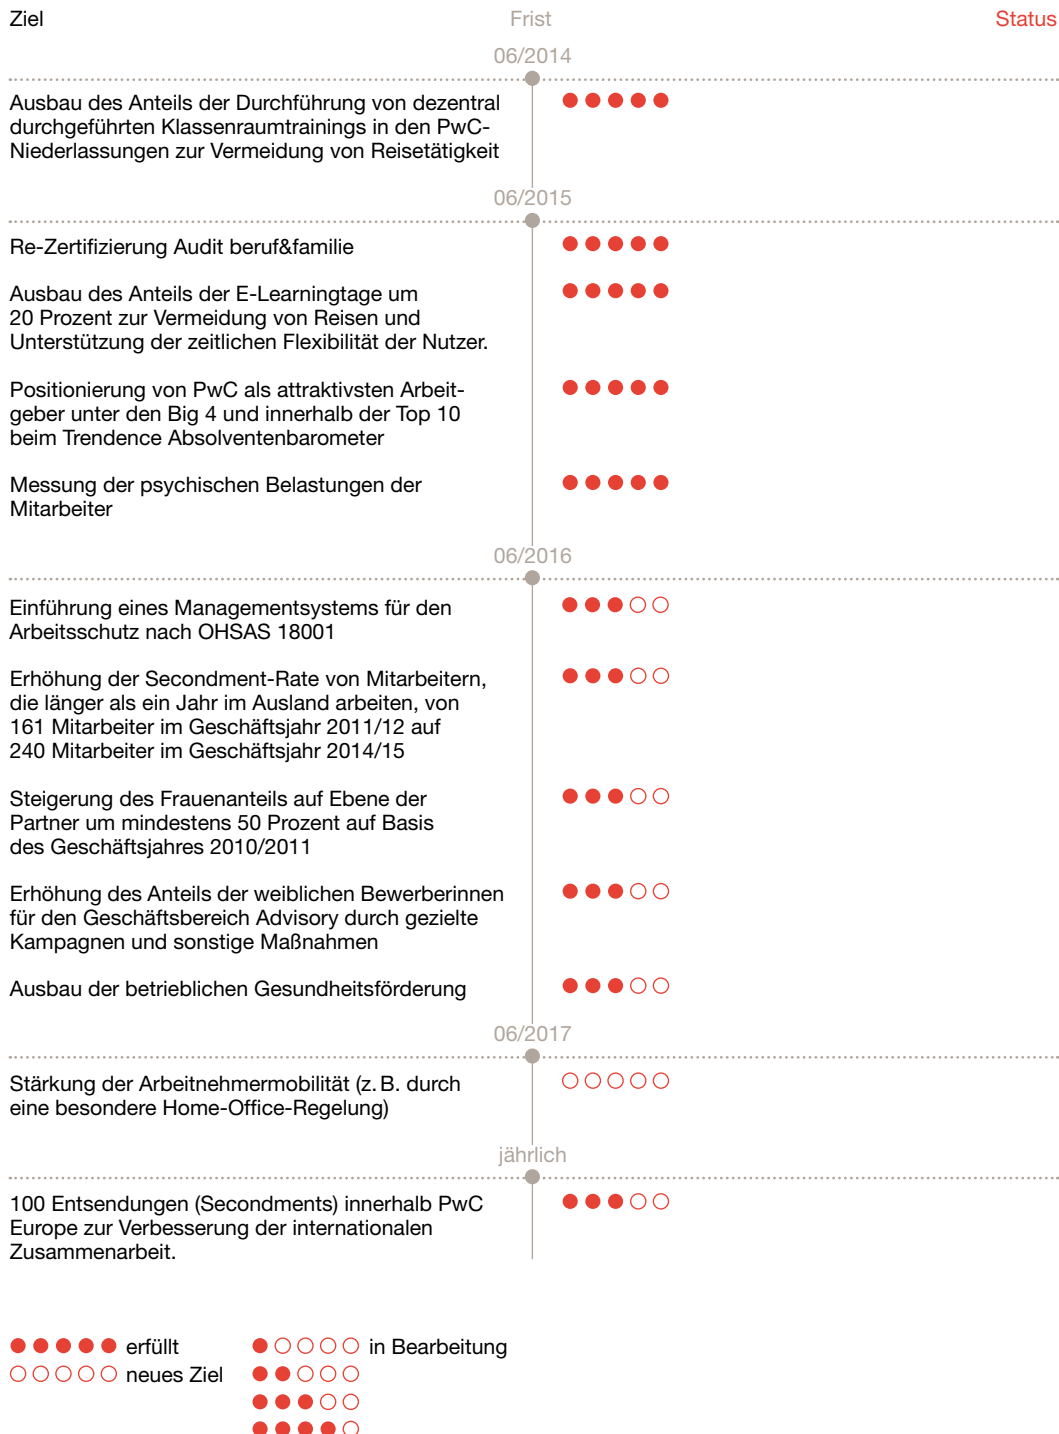 Ziel
Frist
Status
06/2014
Ausbau des Anteils der Durchführung von dezentral
durchgeführten Klassenraumtrainings in den PwC-
Niederlassungen zur Vermeidung von Reisetätigkeit
06/2015
Re-Zertifizierung Audit beruf&familie
Ausbau des Anteils der E-Learningtage um
20 Prozent zur Vermeidung von Reisen und
Unterstützung der zeitlichen Flexibilität der Nutzer.
Positionierung von PwC als attraktivsten Arbeit-
geber unter den Big 4 und innerhalb der Top 10
beim Trendence Absolventenbarometer
Messung der psychischen Belastungen der
Mitarbeiter
06/2016
Einführung eines Managementsystems für den
Arbeitsschutz nach OHSAS 18001
Erhöhung der Secondment-Rate von Mitarbeitern,
die länger als ein Jahr im Ausland arbeiten, von
161 Mitarbeiter im Geschäftsjahr 2011/12 auf
240 Mitarbeiter im Geschäftsjahr 2014/15
Steigerung des Frauenanteils auf Ebene der
Partner um mindestens 50 Prozent auf Basis
des Geschäftsjahres 2010/2011
Erhöhung des Anteils der weiblichen Bewerberinnen
für den Geschäftsbereich Advisory durch gezielte
Kampagnen und sonstige Maßnahmen
Ausbau der betrieblichen Gesundheitsförderung
06/2017
Stärkung der Arbeitnehmermobilität (z. B. durch
eine besondere Home-Office-Regelung)
jährlich
100 Entsendungen (Secondments) innerhalb PwC
Europe zur Verbesserung der internationalen
Zusammenarbeit.
erfüllt
neues Ziel
in Bearbeitung